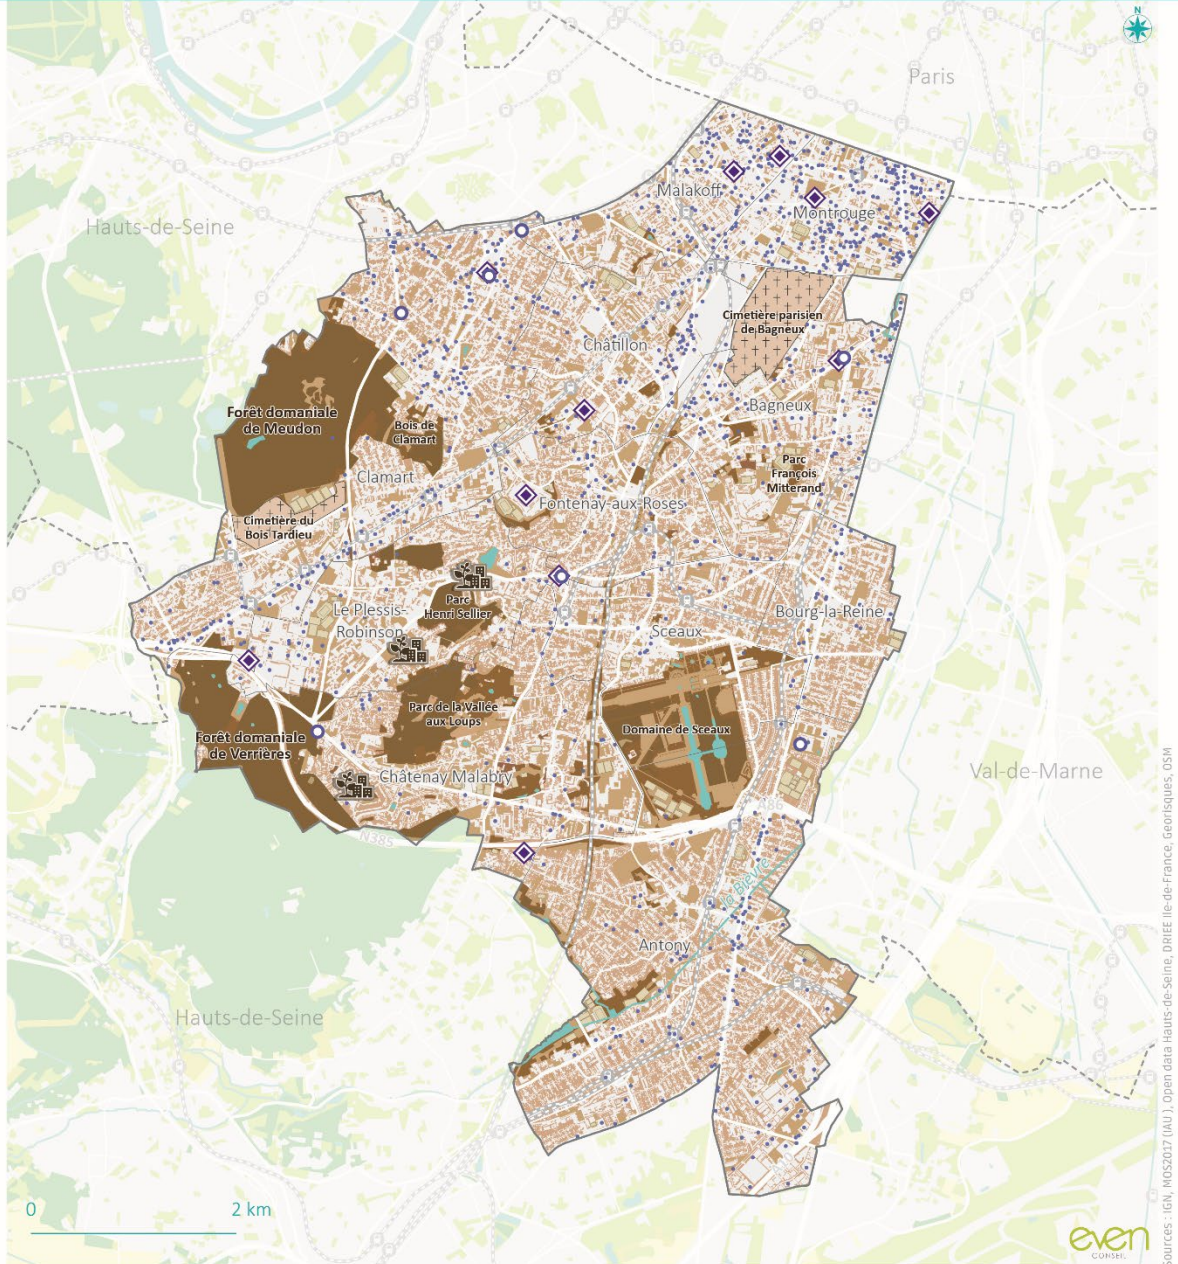 N
Paris
Malakoff
Montrouge
Hauts-de-Seine
Cimetière parisien
de Bagneux
Châtillon
Bagneux
Forêt domaniale
de Meudon
Bois de
Clamart
Parc
François
Mitterand
Clamart
Fontenay-aux-Roses
Cimetière du
Bois Tardieu
Le Plessis-
Robinson
Parc
Henri Sellier
Bourg-la-Reine
Sceaux
Parc de la Vallée
aux Loups
Domaine de Sceaux
Forêt domaniale
de Verrières
Val-de-Marne
Châtenay Malabry
A86
N385
la Bièvre
Antony
Hauts-de-Seine
0
2 km
even
CONSEIL
Sources : IGN, MOS2017 (IAU ), Open data Hauts-de-Seine, DRIEE Ile-de-France, Georisques, OSM